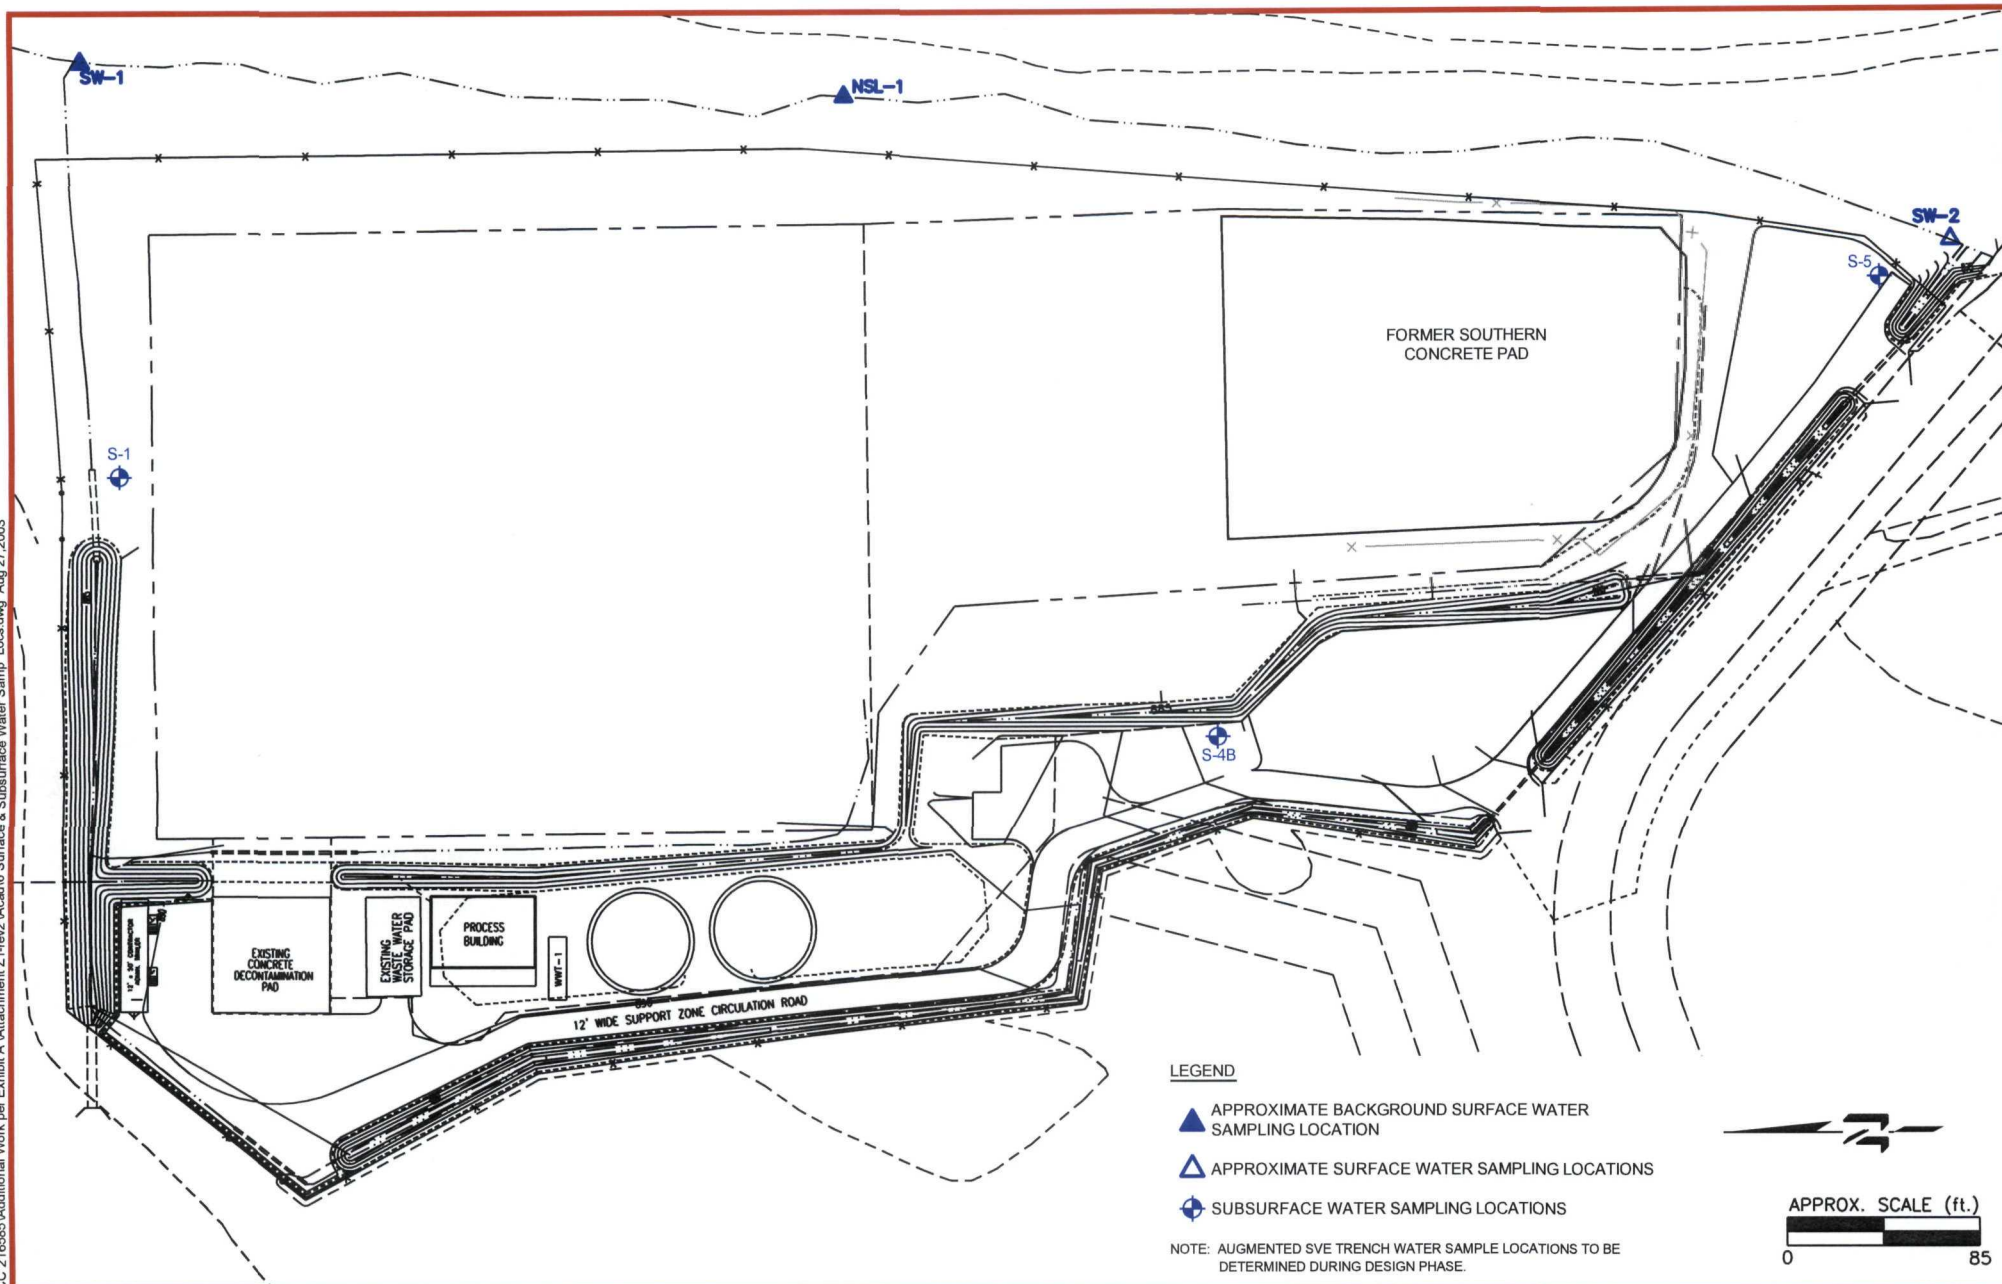 SW-1
NSL-1
SW-2
S-5
FORMER SOUTHERN
CONCRETE PAD
S-1
S-4B
885
EXISTING
CONCRETE
DECONTAMINATION
PAD
EXISTING
WASTE WATER
STORAGE PAD
PROCESS
BUILDING
WWT-1
12' WIDE SUPPORT ZONE CIRCULATION ROAD
LEGEND
APPROXIMATE BACKGROUND SURFACE WATER
SAMPLING LOCATION
APPROXIMATE SURFACE WATER SAMPLING LOCATIONS
SUBSURFACE WATER SAMPLING LOCATIONS
NOTE: AUGMENTED SVE TRENCH WATER SAMPLE LOCATIONS TO BE
DETERMINED DURING DESIGN PHASE.
APPROX. SCALE (ft.)
0 85